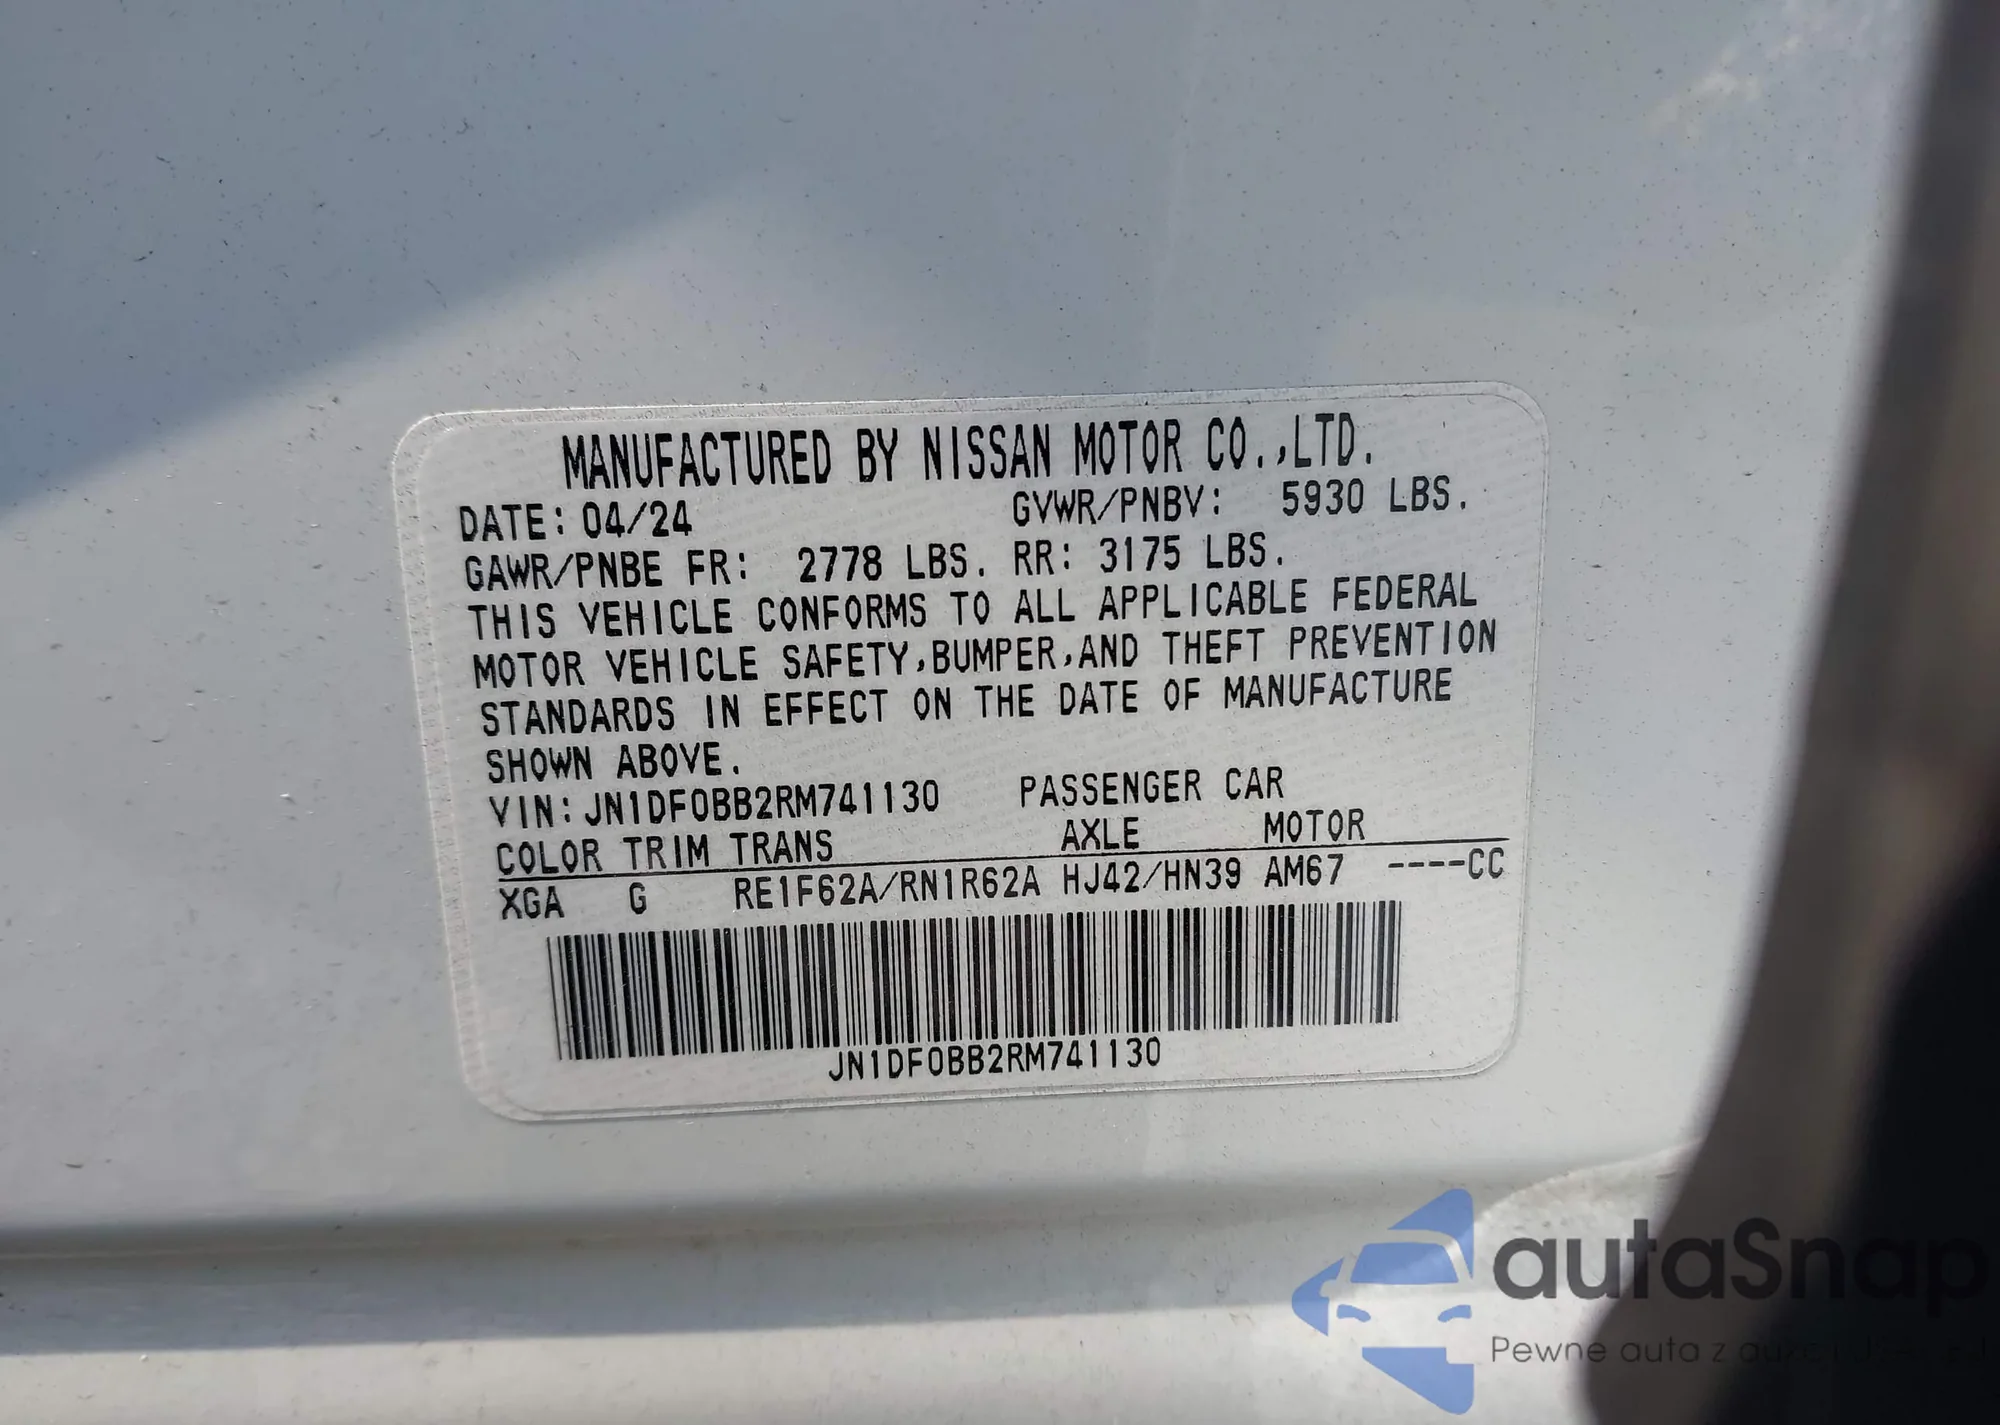 MANUFACTURED BY NISSAN MOTOR CO.,LTD.
DATE: 04/24 GVWR/PNBV: 5930 LBS.
GAWR/PNBE FR: 2778 LBS. RR: 3175 LBS.
THIS VEHICLE CONFORMS TO ALL APPLICABLE FEDERAL
MOTOR VEHICLE SAFETY,BUMPER,AND THEFT PREVENTION
STANDARDS IN EFFECT ON THE DATE OF MANUFACTURE
SHOWN ABOVE.
VIN: JN1DF0BB2RM741130 PASSENGER CAR
COLOR TRIM TRANS AXLE MOTOR
XGA G RE1F62A/RN1R62A HJ42/HN39 AM67 ----CC
JN1DF0BB2RM741130
autaSnap
Pewne auta z